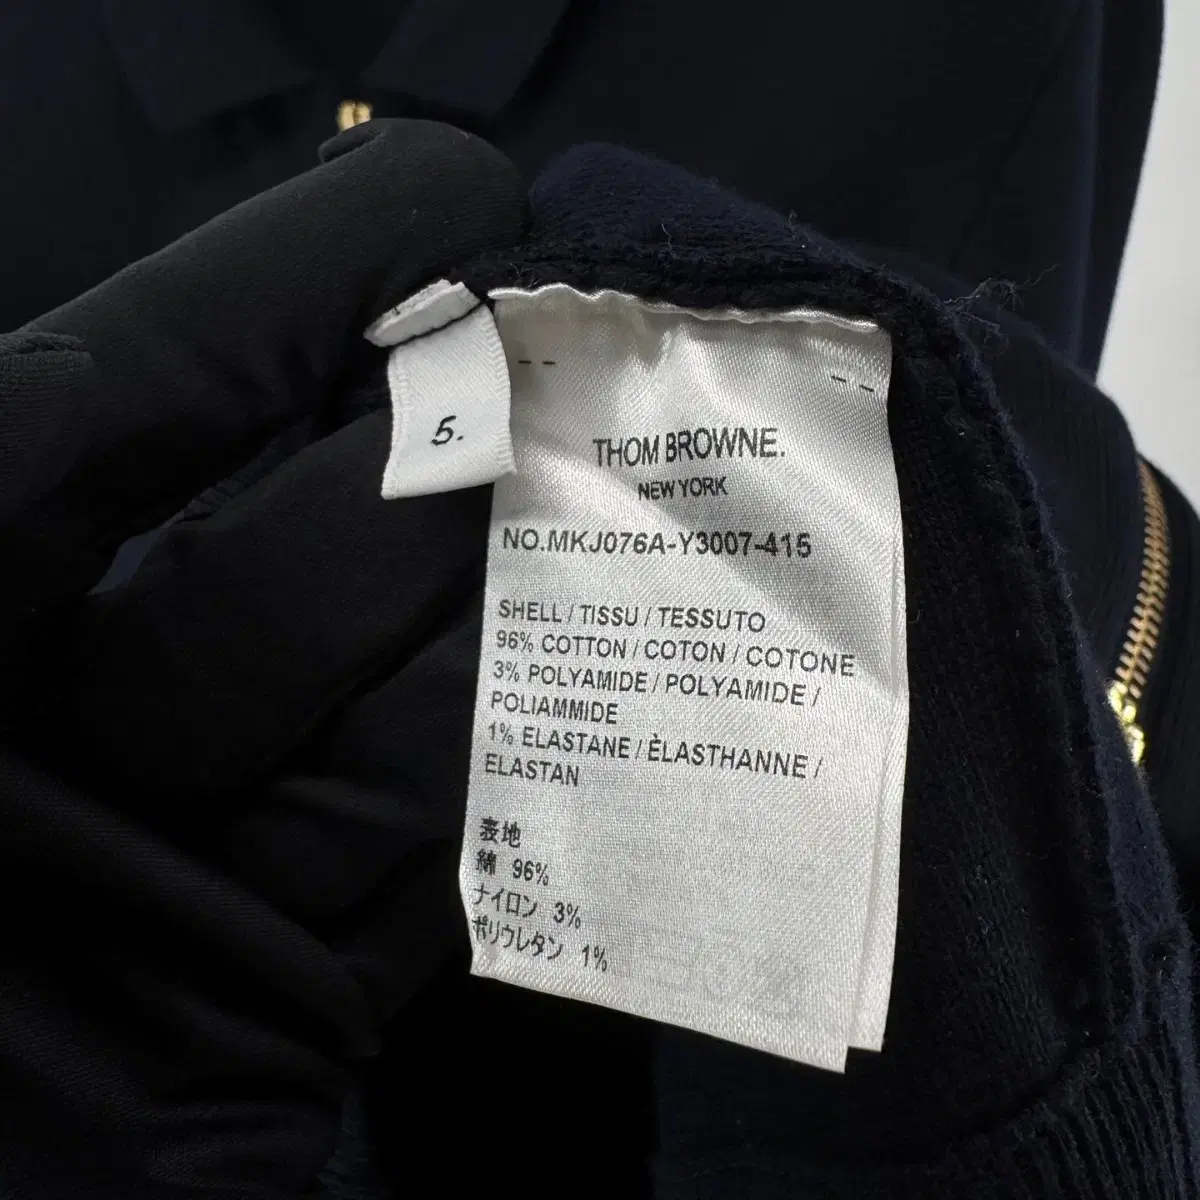 5.
THOM BROWNE.
NEW YORK
NO.MKJ076A-Y3007-415
SHELL / TISSU / TESSUTO
96% COTTON / COTON / COTONE
3% POLYAMIDE / POLYAMIDE /
POLIAMMIDE
1% ELASTANE / ÈLASTHANNE /
ELASTAN
表地
綿 96%
ナイロン 3%
ポリウレタン 1%